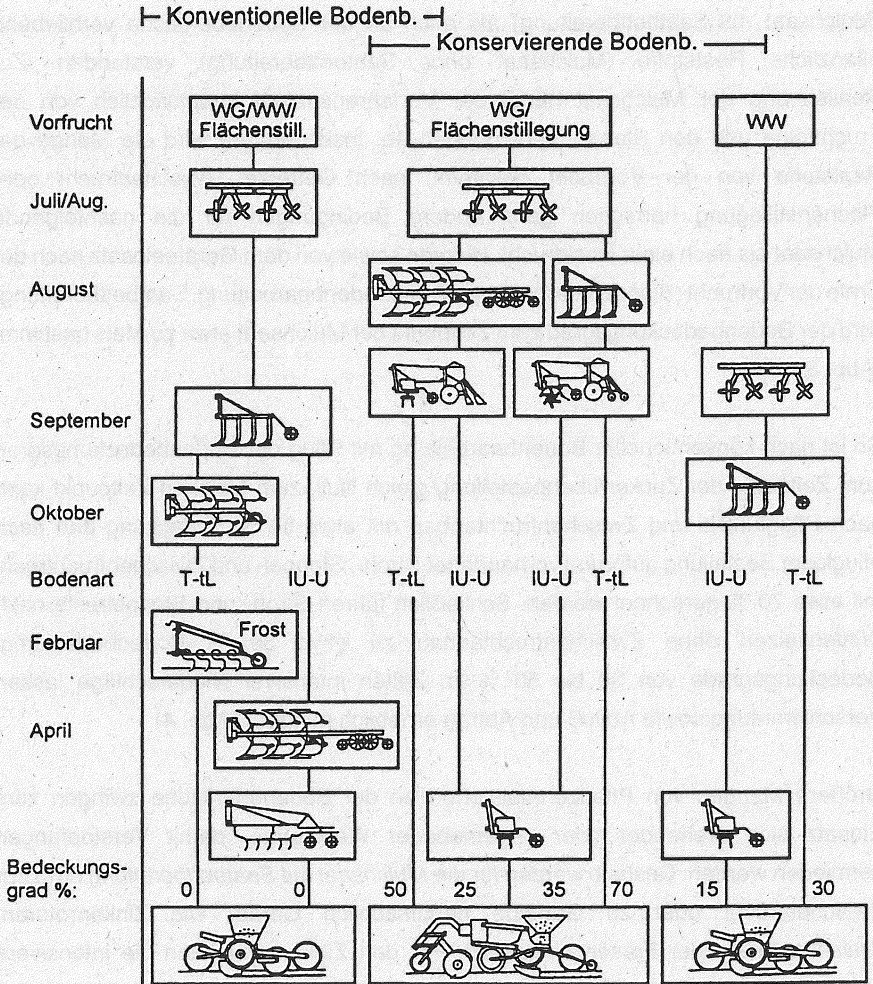 Konventionelle Bodenb.
Konservierende Bodenb.
Vorfrucht
WG/WW/
Flächenstill.
WG/
Flächenstillegung
WW
Juli/Aug.
August
September
Oktober
Bodenart
T-tL
lU-U
T-tL
lU-U
lU-U
T-tL
lU-U
T-tL
Februar
Frost
April
Bedeckungs-
grad %:
0
0
50
25
35
70
15
30